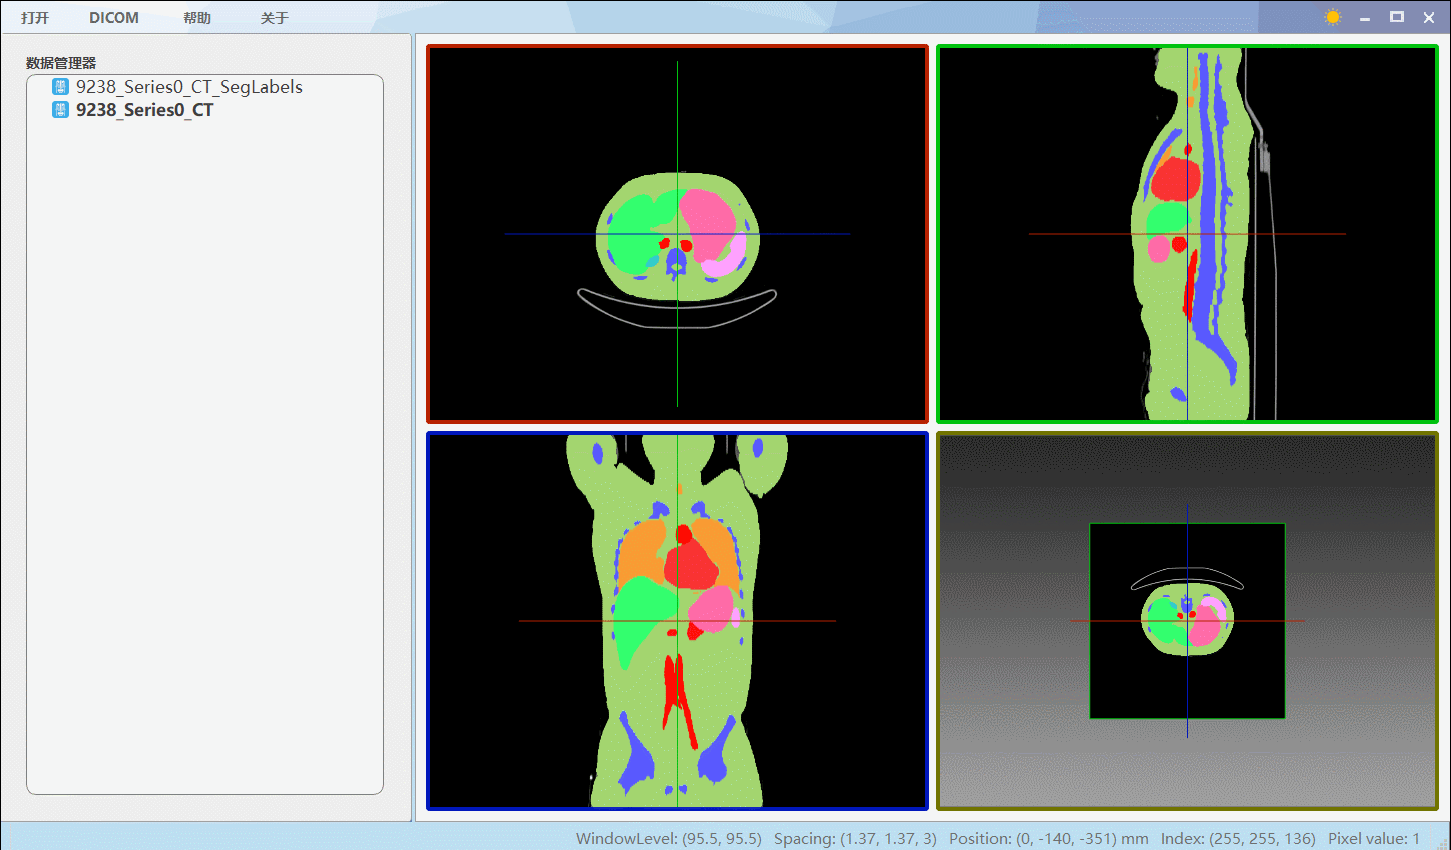 打开 DICOM 帮助 关于
数据管理器
9238_Series0_CT_SegLabels
9238_Series0_CT
WindowLevel: (95.5, 95.5) Spacing: (1.37, 1.37, 3) Position: (0, -140, -351) mm Index: (255, 255, 136) Pixel value: 1